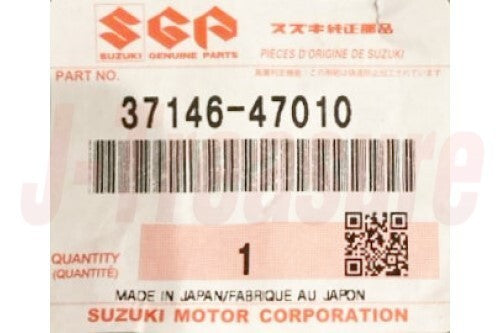 SGP
SUZUKI GENUINE PARTS
スズキ純正部品
PIECES D'ORIGINE DE SUZUKI
PART NO.
37146-47010
J-Treasure
QUANTITY
(QUANTITÉ)
1
MADE IN JAPAN/FABRIQUE AU JAPON
SUZUKI MOTOR CORPORATION